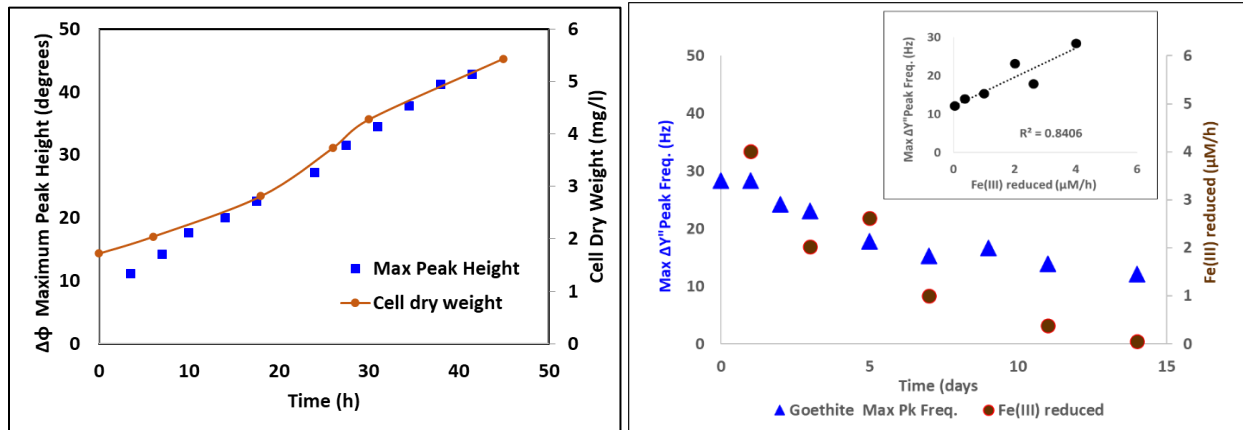 Δϕ Maximum Peak Height (degrees)
50
40
30
20
10
0
0 10 20 30 40 50
Time (h)
6
5
4
3
2
1
0
Cell Dry Weight (mg/l)
Max Peak Height
Cell dry weight
Max ΔY"Peak Freq. (Hz)
50
40
30
20
10
0
0 5 10 15
Time (days
6
5
4
3
2
1
0
Fe(III) reduced (µM/h)
Goethite Max Pk Freq.
Fe(III) reduced
Max ΔY"Peak Freq. (Hz)
30
20
10
0
R² = 0.8406
0 2 4 6
Fe(III) reduced (µM/h)